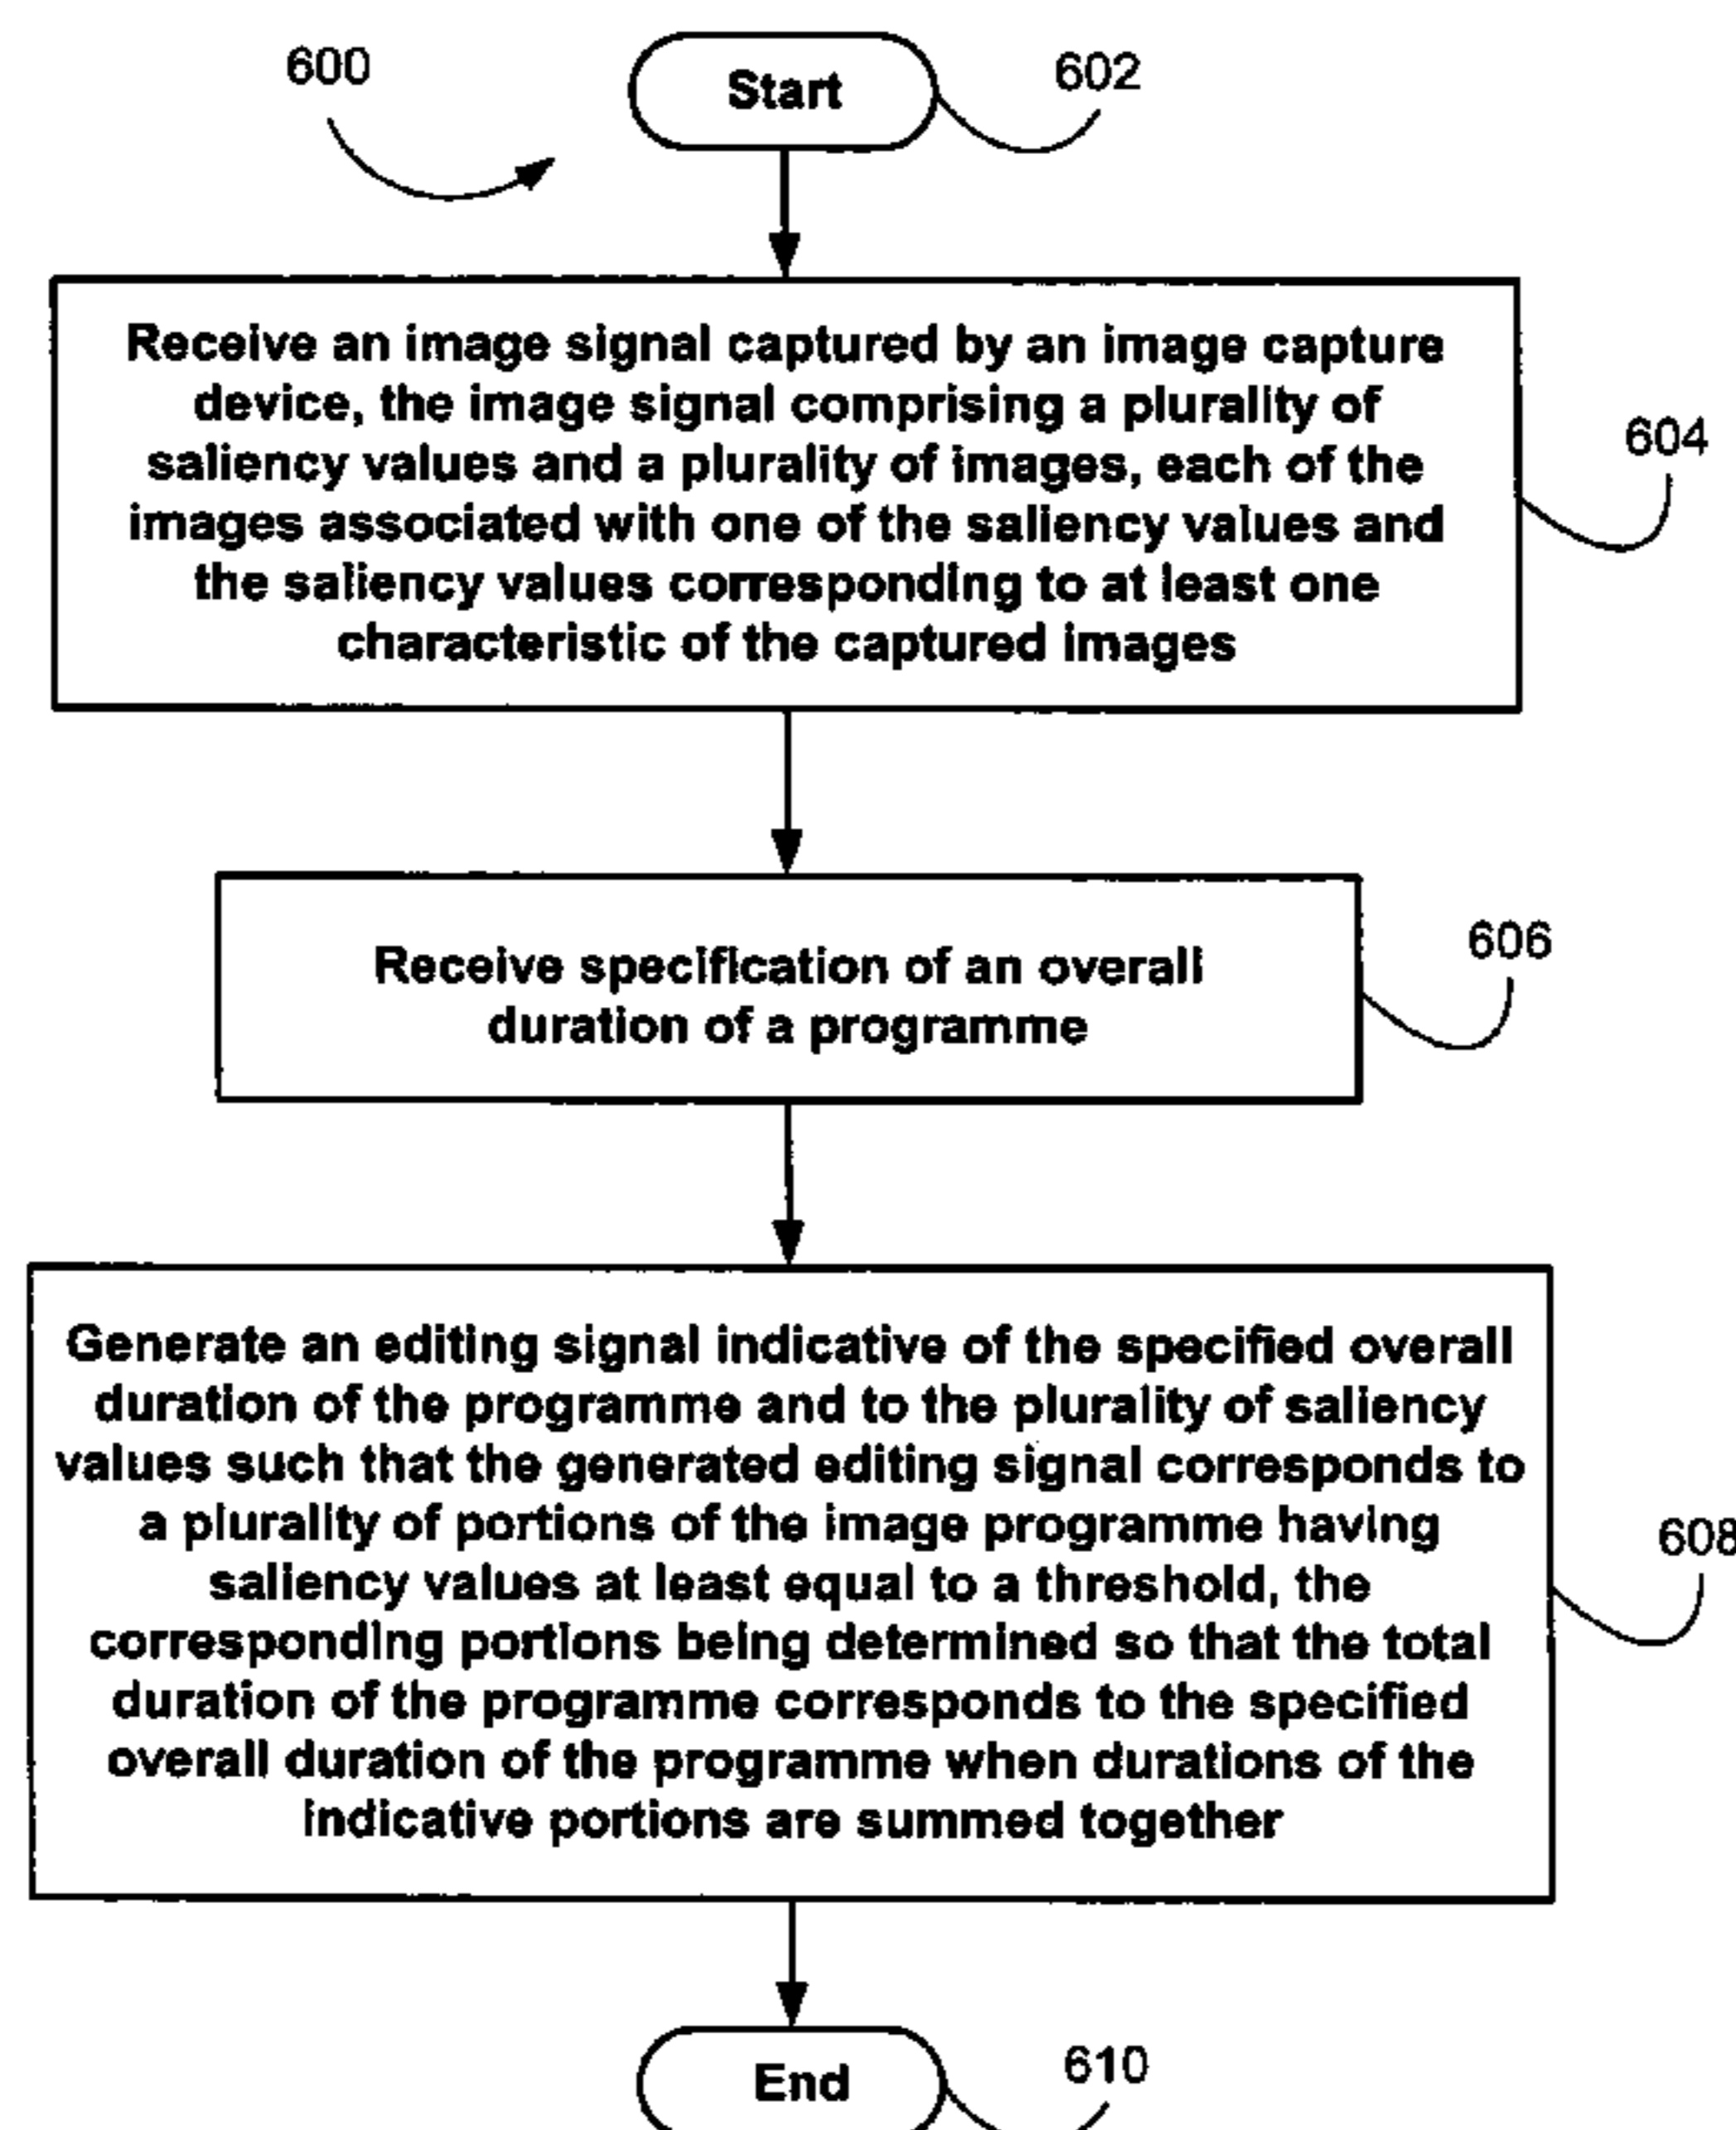 600
Start
602
Receive an image signal captured by an image capture
device, the image signal comprising a plurality of
saliency values and a plurality of images, each of the
images associated with one of the saliency values and
the saliency values corresponding to at least one
characteristic of the captured images
604
Receive specification of an overall
duration of a programme
606
Generate an editing signal indicative of the specified overall
duration of the programme and to the plurality of saliency
values such that the generated editing signal corresponds to
a plurality of portions of the image programme having
saliency values at least equal to a threshold, the
corresponding portions being determined so that the total
duration of the programme corresponds to the specified
overall duration of the programme when durations of the
indicative portions are summed together
608
End
610